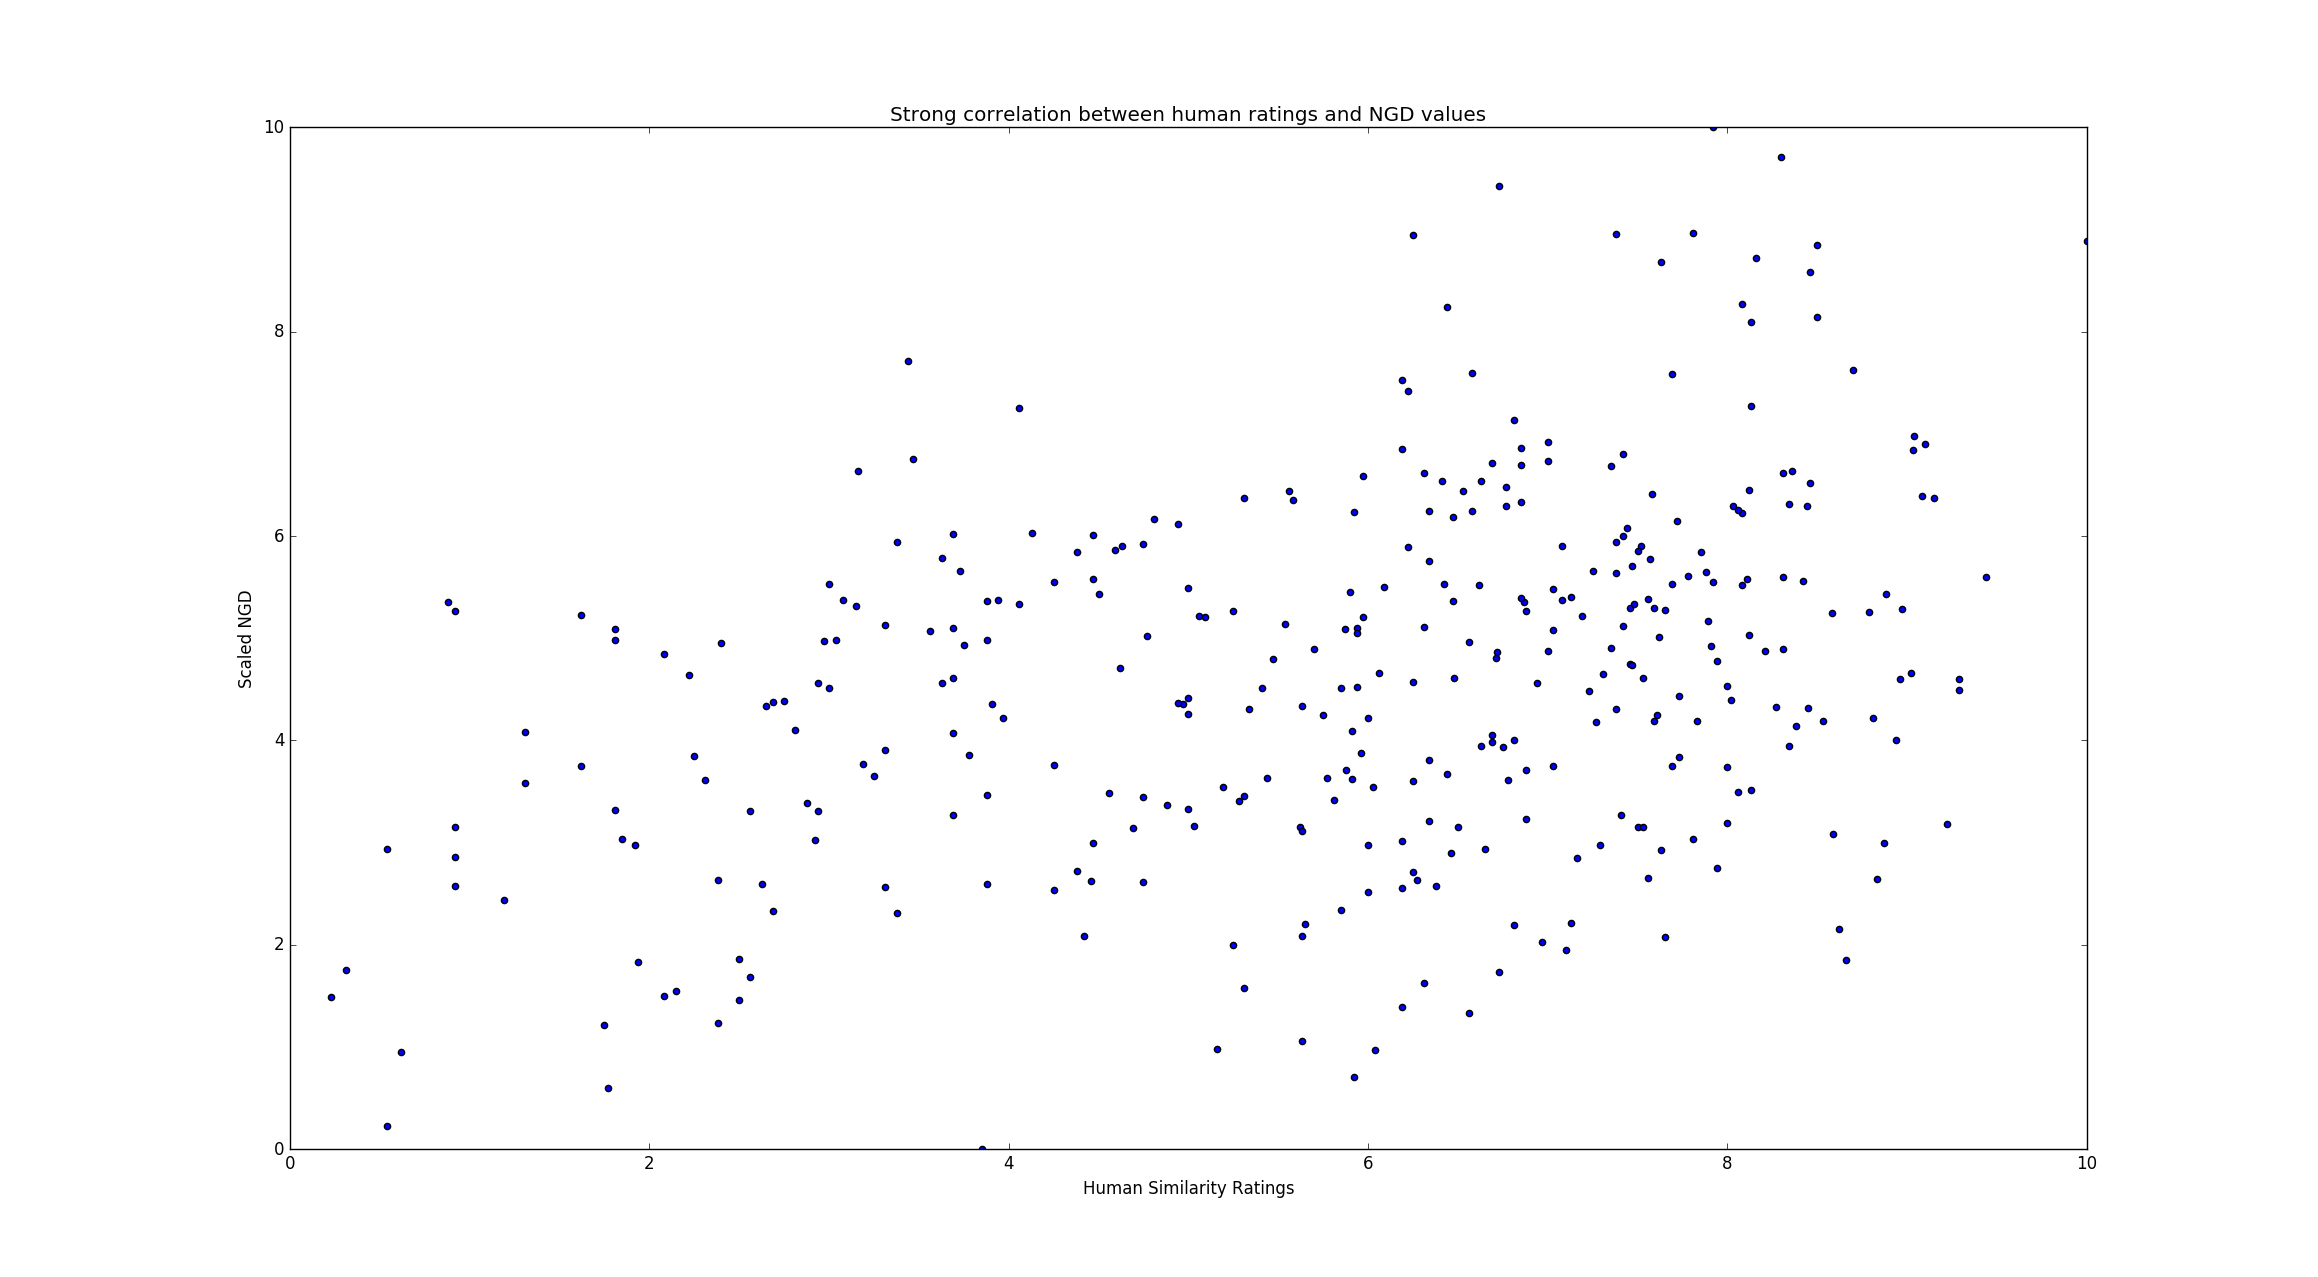 Strong correlation between human ratings and NGD values
10
8
6
4
2
0
Scaled NGD
0 2 4 6 8 10
Human Similarity Ratings